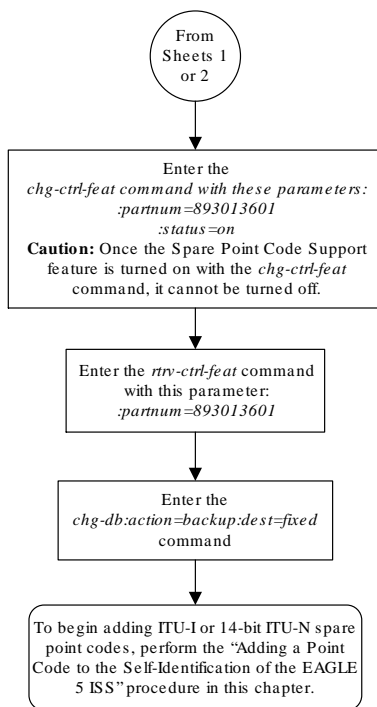 From
Sheets 1
or 2
Enter the
chg-ctrl-feat command with these parameters:
:partnum=893013601
:status=on
Caution: Once the Spare Point Code Support
feature is turned on with the chg-ctrl-feat
command, it cannot be turned off.
Enter the rtrv-ctrl-feat command
with this parameter:
:partnum=893013601
Enter the
chg-db:action=backup:dest=fixed
command
To begin adding ITU-I or 14-bit ITU-N spare
point codes, perform the “Adding a Point
Code to the Self-Identification of the EAGLE
5 ISS” procedure in this chapter.